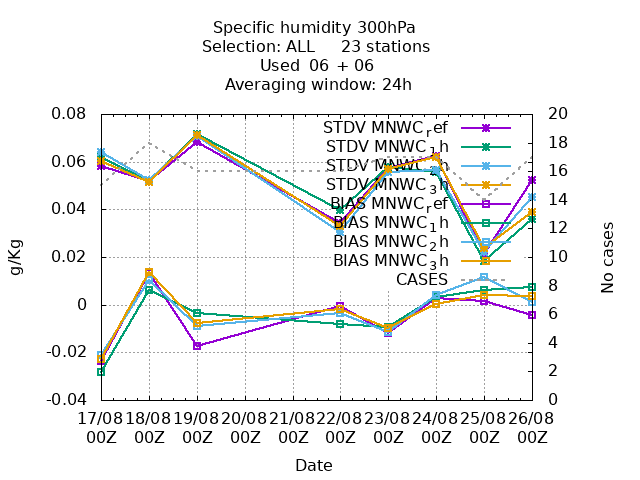 Specific humidity 300hPa
Selection: ALL 23 stations
Used 06 + 06
Averaging window: 24h
0.08
0.06
0.04
0.02
0
-0.02
-0.04
g/Kg
20
18
16
14
12
10
8
6
4
2
0
No cases
STDV MNWC_ref
STDV MNWC_1h
STDV MNWC_2h
STDV MNWC_3h
BIAS MNWC_ref
BIAS MNWC_1h
BIAS MNWC_2h
BIAS MNWC_3h
CASES
17/08 18/08 19/08 20/08 21/08 22/08 23/08 24/08 25/08 26/08
00Z 00Z 00Z 00Z 00Z 00Z 00Z 00Z 00Z 00Z
Date